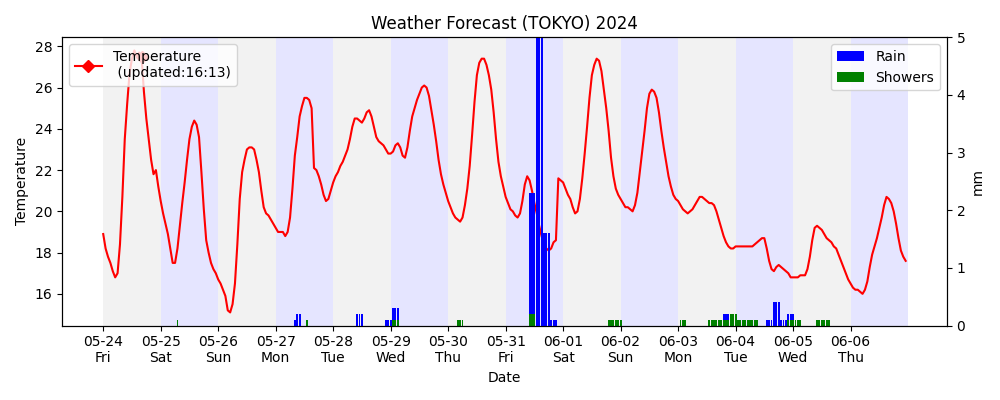 Weather Forecast (TOKYO) 2024
Temperature
(updated:16:13)
Rain
Showers
28
26
24
22
20
18
16
Temperature
5
4
3
2
1
0
mm
05-24 05-25 05-26 05-27 05-28 05-29 05-30 05-31 06-01 06-02 06-03 06-04 06-05 06-06
Fri Sat Sun Mon Tue Wed Thu Fri Sat Sun Mon Tue Wed Thu
Date